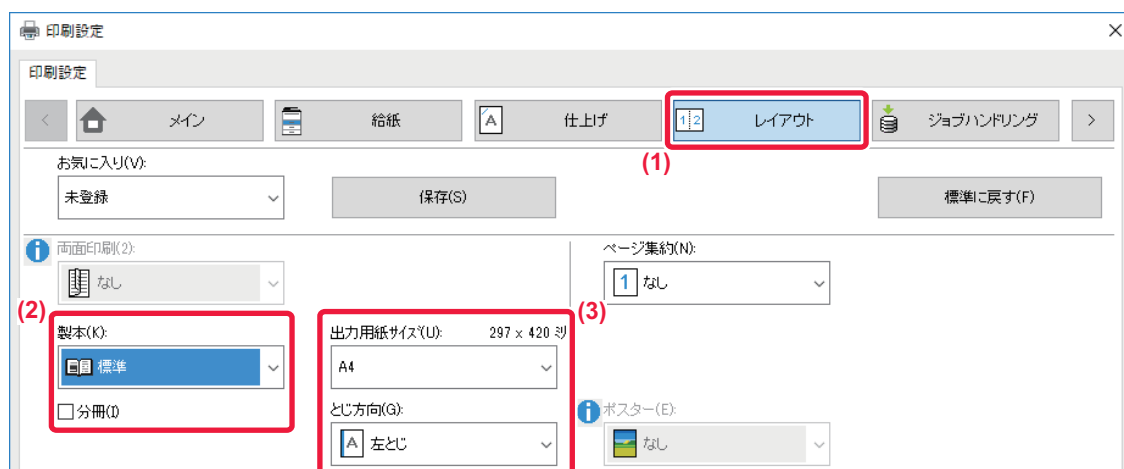 印刷設定
印刷設定
メイン
給紙
A
仕上げ
1 2
レイアウト
ジョブハンドリング
(1)
お気に入り(V):
未登録
保存(S)
標準に戻す(F)
両面印刷(2):
なし
ページ集約(N):
1 なし
(2)
(3)
製本(K):
標準
分冊(I)
出力用紙サイズ(U): 297 x 420 ミリ
A4
とじ方向(G):
A 左とじ
ポスター(E):
なし